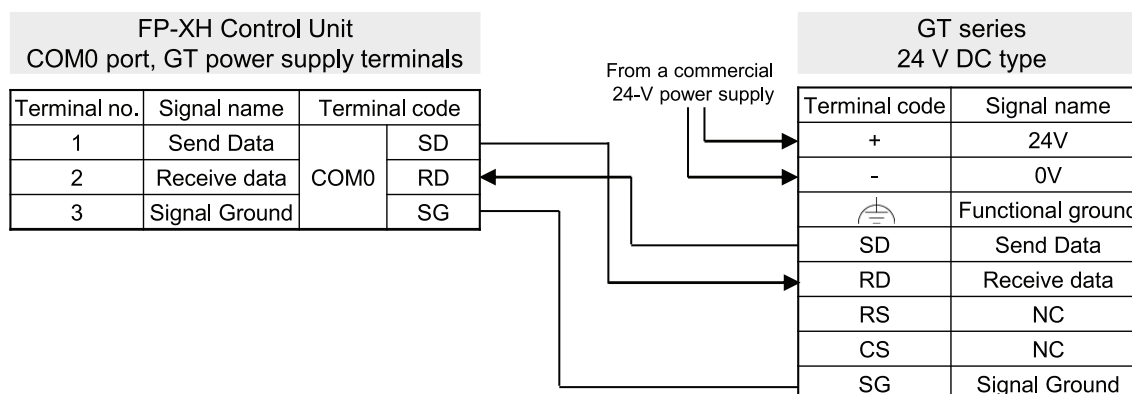 FP-XH Control Unit
COM0 port, GT power supply terminals
Terminal no. Signal name Terminal code
1 Send Data COM0 SD
2 Receive data RD
3 Signal Ground SG
From a commercial
24-V power supply
GT series
24 V DC type
Terminal code Signal name
+ 24V
- 0V
Functional ground
SD Send Data
RD Receive data
RS NC
CS NC
SG Signal Ground